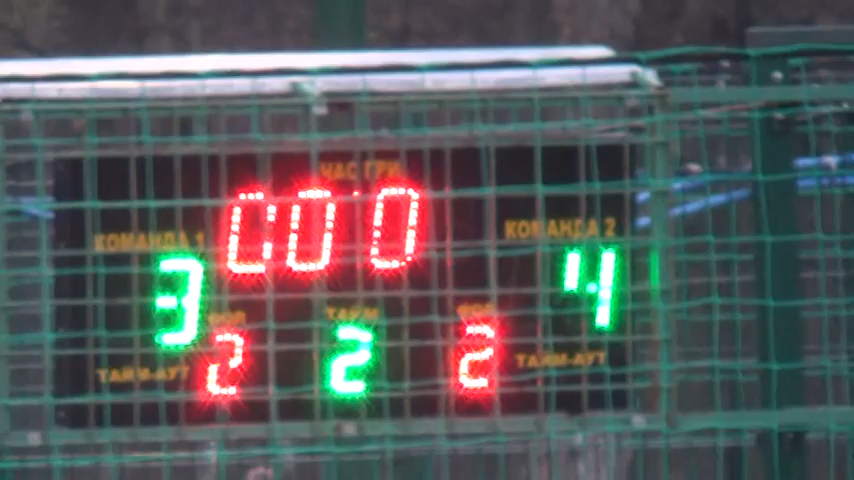 ЧАС ГРИ
000
КОМАНДА 1 КОМАНДА 2
3 4
ФОЛ ТАЙМ ФОЛ
2 2 2
ТАЙМ-АУТ ТАЙМ-АУТ